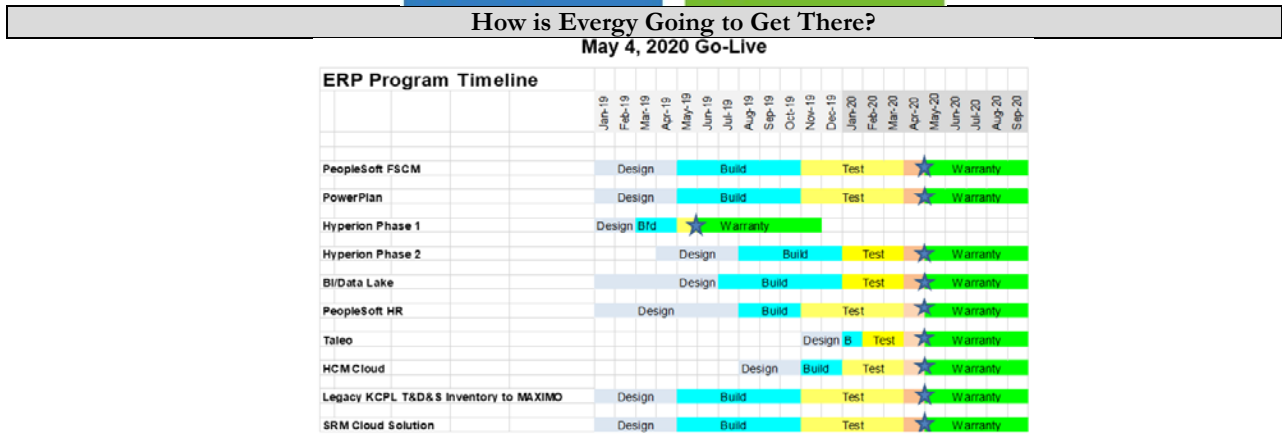 How is Evergy Going to Get There?
May 4, 2020 Go-Live
ERP Program Timeline
Jan-19 Feb-19 Mar-19 Apr-19 May-19 Jun-19 Jul-19 Aug-19 Sep-19 Oct-19 Nov-19 Dec-19 Jan-20 Feb-20 Mar-20 Apr-20 May-20 Jun-20 Jul-20 Aug-20 Sep-20
PeopleSoft FSCM Design Build Test Warranty
PowerPlan Design Build Test Warranty
Hyperion Phase 1 Design Bl'd Warranty
Hyperion Phase 2 Design Build Test Warranty
BI/Data Lake Design Build Test Warranty
PeopleSoft HR Design Build Test Warranty
Taleo Design B Test Warranty
HCM Cloud Design Build Test Warranty
Legacy KCPL T&D&S Inventory to MAXIMO Design Build Test Warranty
SRM Cloud Solution Design Build Test Warranty